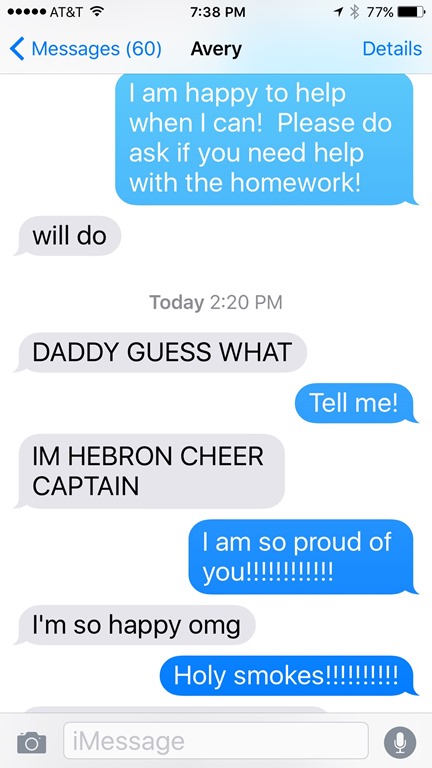 AT&T 7:38 PM 77%
Messages (60) Avery Details
I am happy to help
when I can!  Please do
ask if you need help
with the homework!
will do
Today 2:20 PM
DADDY GUESS WHAT
Tell me!
IM HEBRON CHEER
CAPTAIN
I am so proud of
you!!!!!!!!!!!!
I'm so happy omg
Holy smokes!!!!!!!!!!
iMessage